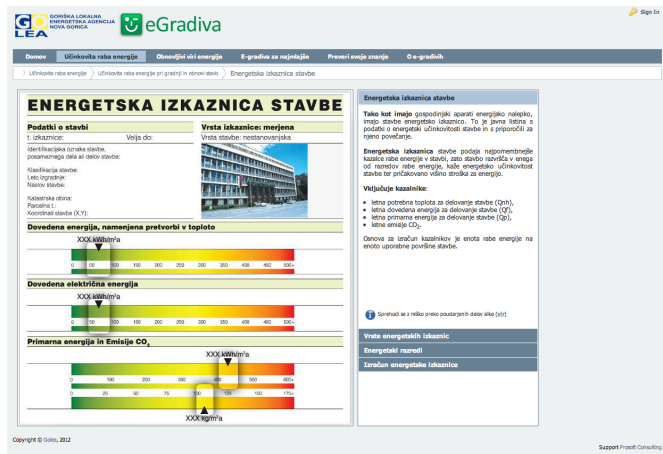 Sign In
GOLEA
GORIŠKA LOKALNA
ENERGETSKA AGENCIJA
NOVA GORICA
eGradiva
Domov Učinkovita raba energije Obnovljivi viri energije E-gradiva za najmlajše Preveri svoje znanje O e-gradivih
Učinkovita raba energije Učinkovita raba energije pri gradnji in obnovi stavb Energetska izkaznica stavbe
ENERGETSKA IZKAZNICA STAVBE
Podatki o stavbi Vrsta izkaznice: merjena
t. izkaznice: Velja do: Vrsta stavbe: nestanovanjska
Identifikacijska oznaka stavbe,
posameznega dela ali delov stavbe:
Klasifikacija stavbe:
Leto izgradnje:
Naslov stavbe:
Katastrska obina:
Parcelna t.:
Koordinati stavbe (X,Y):
Dovedena energija, namenjena pretvorbi v toploto
XXX kWh/m²a
0 50 100 150 200 250 300 350 400 450 500+
Dovedena električna energija
XXX kWh/m²a
0 50 100 150 200 250 300 350 400 450 500+
Primarna energija in Emisije CO₂
XXX kWh/m²a
0 100 200 300 400 500 600+
0 25 50 75 100 125 150 175+
XXX kg/m²a
Energetska izkaznica stavbe
Tako kot imajo gospodinjski aparati energijsko nalepko,
imajo stavbe energetsko izkaznico. To je javna listina s
podatki o energetski učinkovitosti stavbe in s priporočili za
njeno povečanje.
Energetska izkaznica stavbe podaja najpomembnejše
kazalce rabe energije v stavbi, zato stavbo razvršča v enega
od razredov rabe energije, kaže energetsko učinkovitost
stavbe ter pričakovano višino stroška za energijo.
Vključuje kazalnike:
• letna potrebna toplota za delovanje stavbe (Qnh),
• letna dovedena energija za delovanje stavbe (Qf),
• letna primarna energija za delovanje stavbe (Qp),
• letne emisije CO₂.
Osnova za izračun kazalnikov je enota rabe energije na
enoto uporabne površine stavbe.
Sprehodi se z miško preko poudarjenih delov slike (v/r)
Vrste energetskih izkaznic
Energetski razredi
Izračun energetske izkaznice
Copyright © Golea, 2012
Support Prosoft Consulting